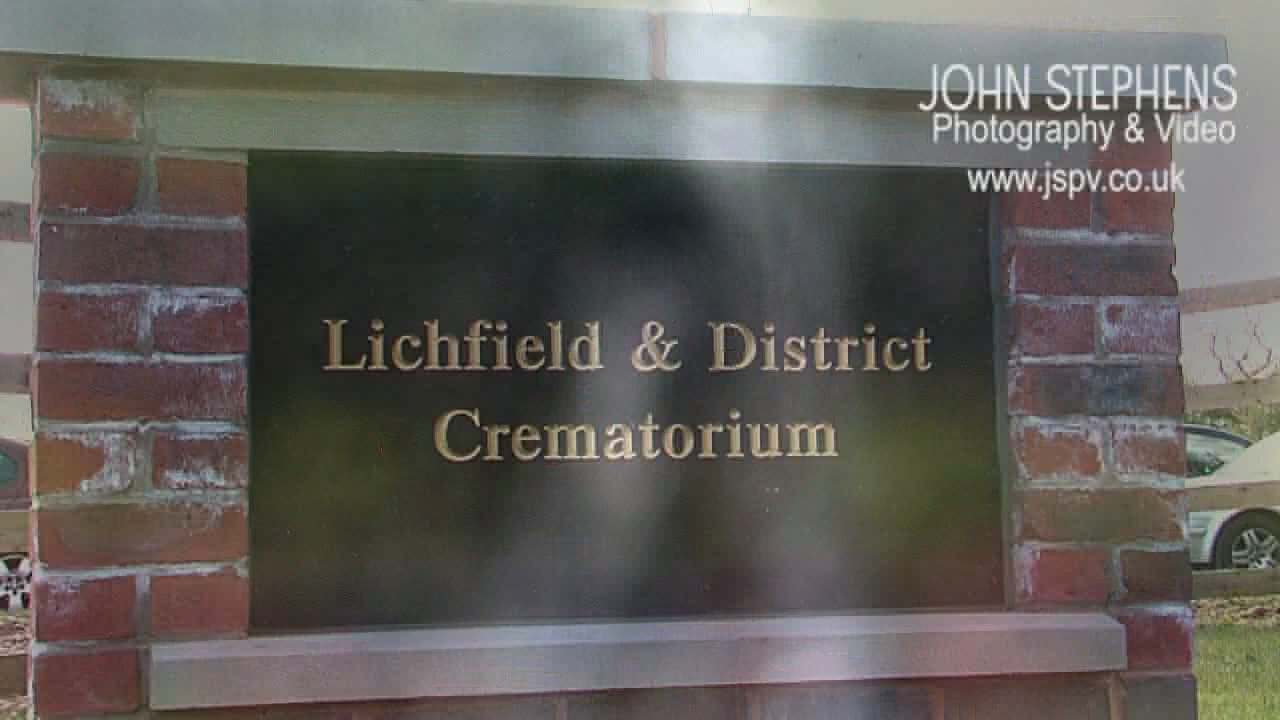 JOHN STEPHENS
Photography & Video
www.jspv.co.uk
Lichfield & District
Crematorium